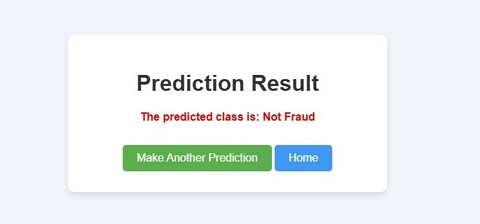 Prediction Result
The predicted class is: Not Fraud
Make Another Prediction Home